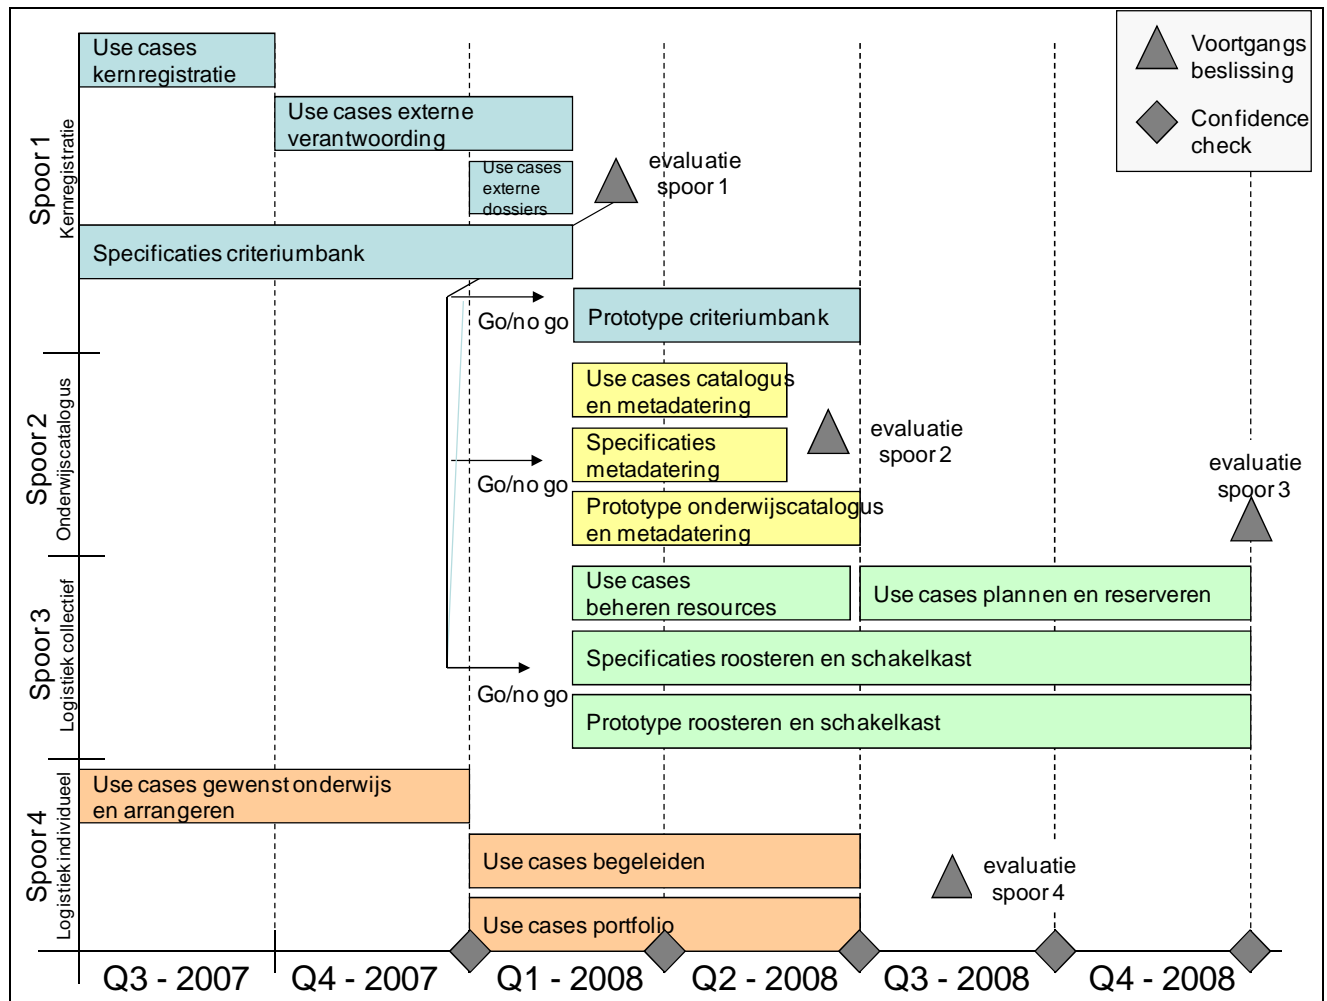 Voortgangs
beslissing
Confidence
check
Spoor 1
Kernregistratie
Use cases
kernregistratie
Use cases externe
verantwoording
Use cases
externe
dossiers
evaluatie
spoor 1
Specificaties criteriumbank
Go/no go
Prototype criteriumbank
Spoor 2
Onderwijscatalogus
Use cases catalogus
en metadatering
Specificaties
metadatering
Go/no go
Prototype onderwijscatalogus
en metadatering
evaluatie
spoor 2
evaluatie
spoor 3
Spoor 3
Logistiek collectief
Use cases
beheren resources
Use cases plannen en reserveren
Specificaties roosteren en schakelkast
Go/no go
Prototype roosteren en schakelkast
Spoor 4
Logistiek individueel
Use cases gewenst onderwijs
en arrangeren
Use cases begeleiden
evaluatie
spoor 4
Use cases portfolio
Q3 - 2007
Q4 - 2007
Q1 - 2008
Q2 - 2008
Q3 - 2008
Q4 - 2008